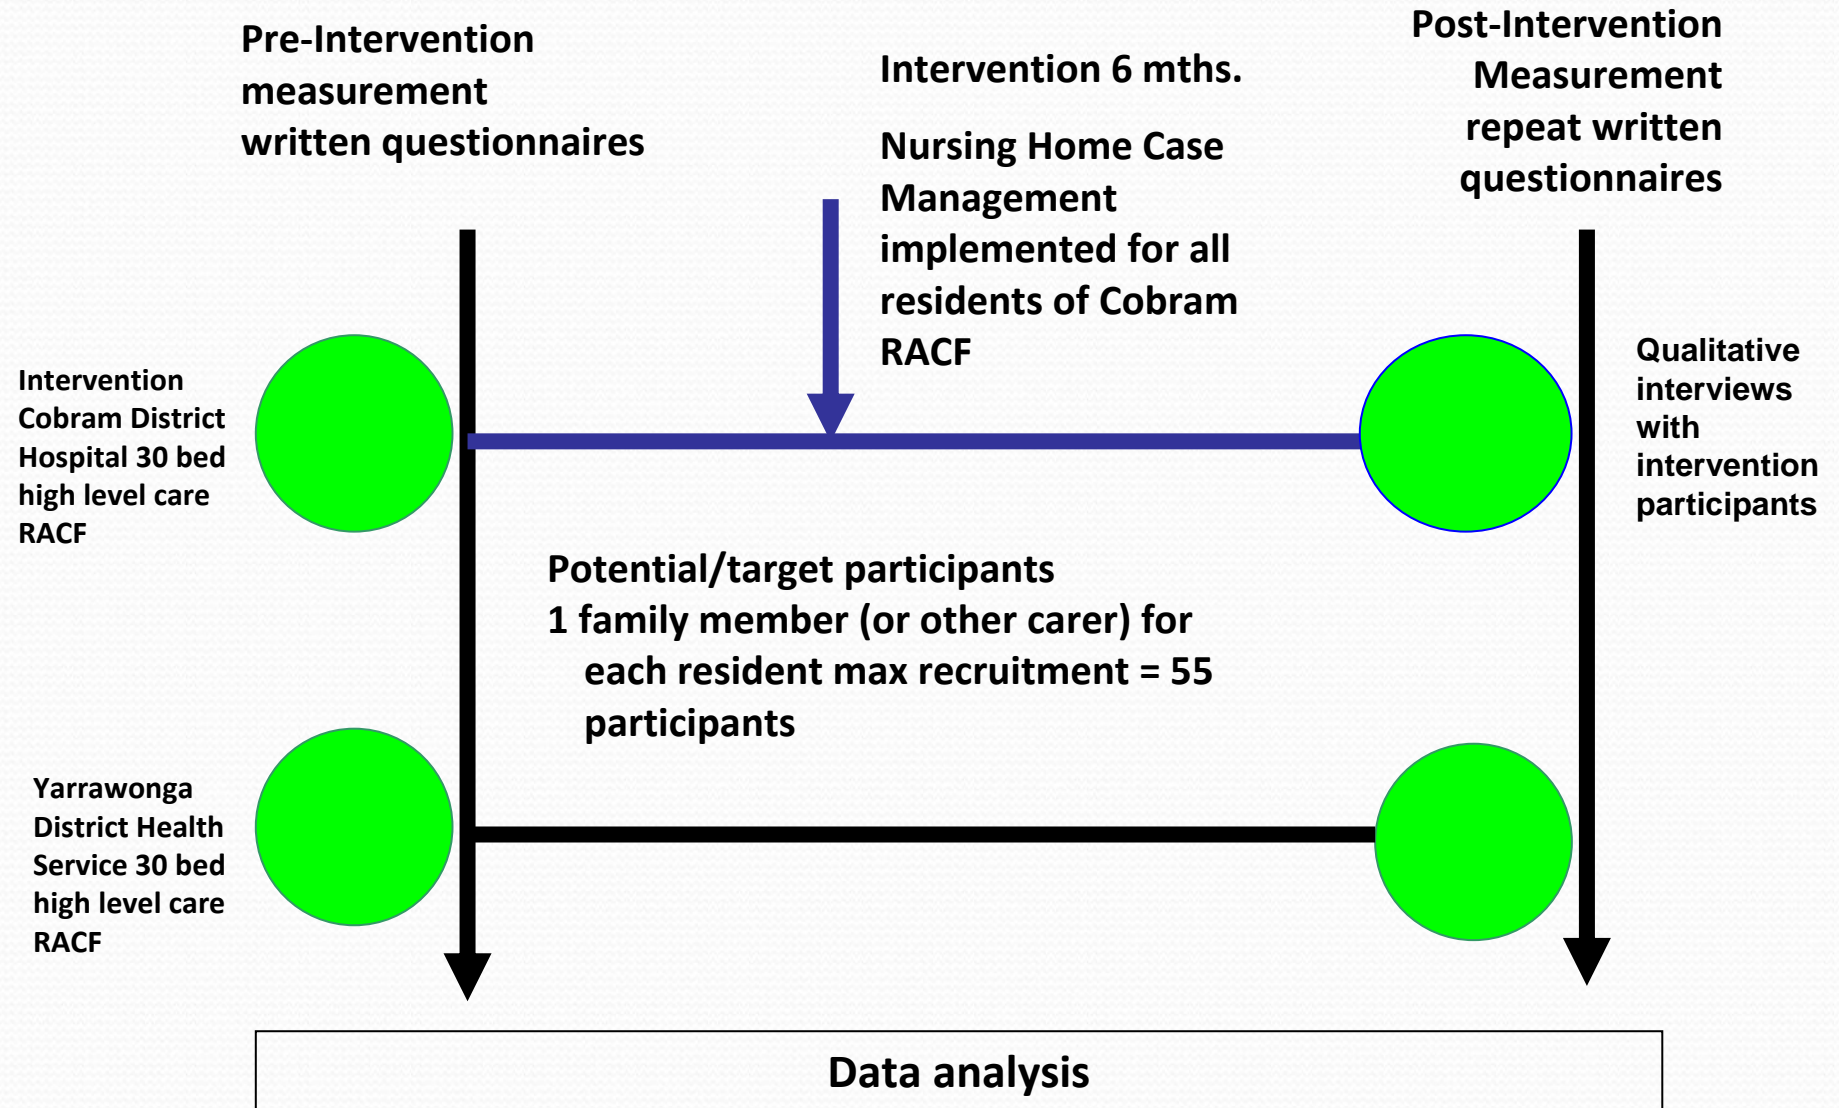 Pre-Intervention
measurement
written questionnaires
Intervention 6 mths.
Nursing Home Case
Management
implemented for all
residents of Cobram
RACF
Post-Intervention
Measurement
repeat written
questionnaires
Intervention
Cobram District
Hospital 30 bed
high level care
RACF
Qualitative
interviews
with
intervention
participants
Potential/target participants
1 family member (or other carer) for
each resident max recruitment = 55
participants
Yarrawonga
District Health
Service 30 bed
high level care
RACF
Data analysis